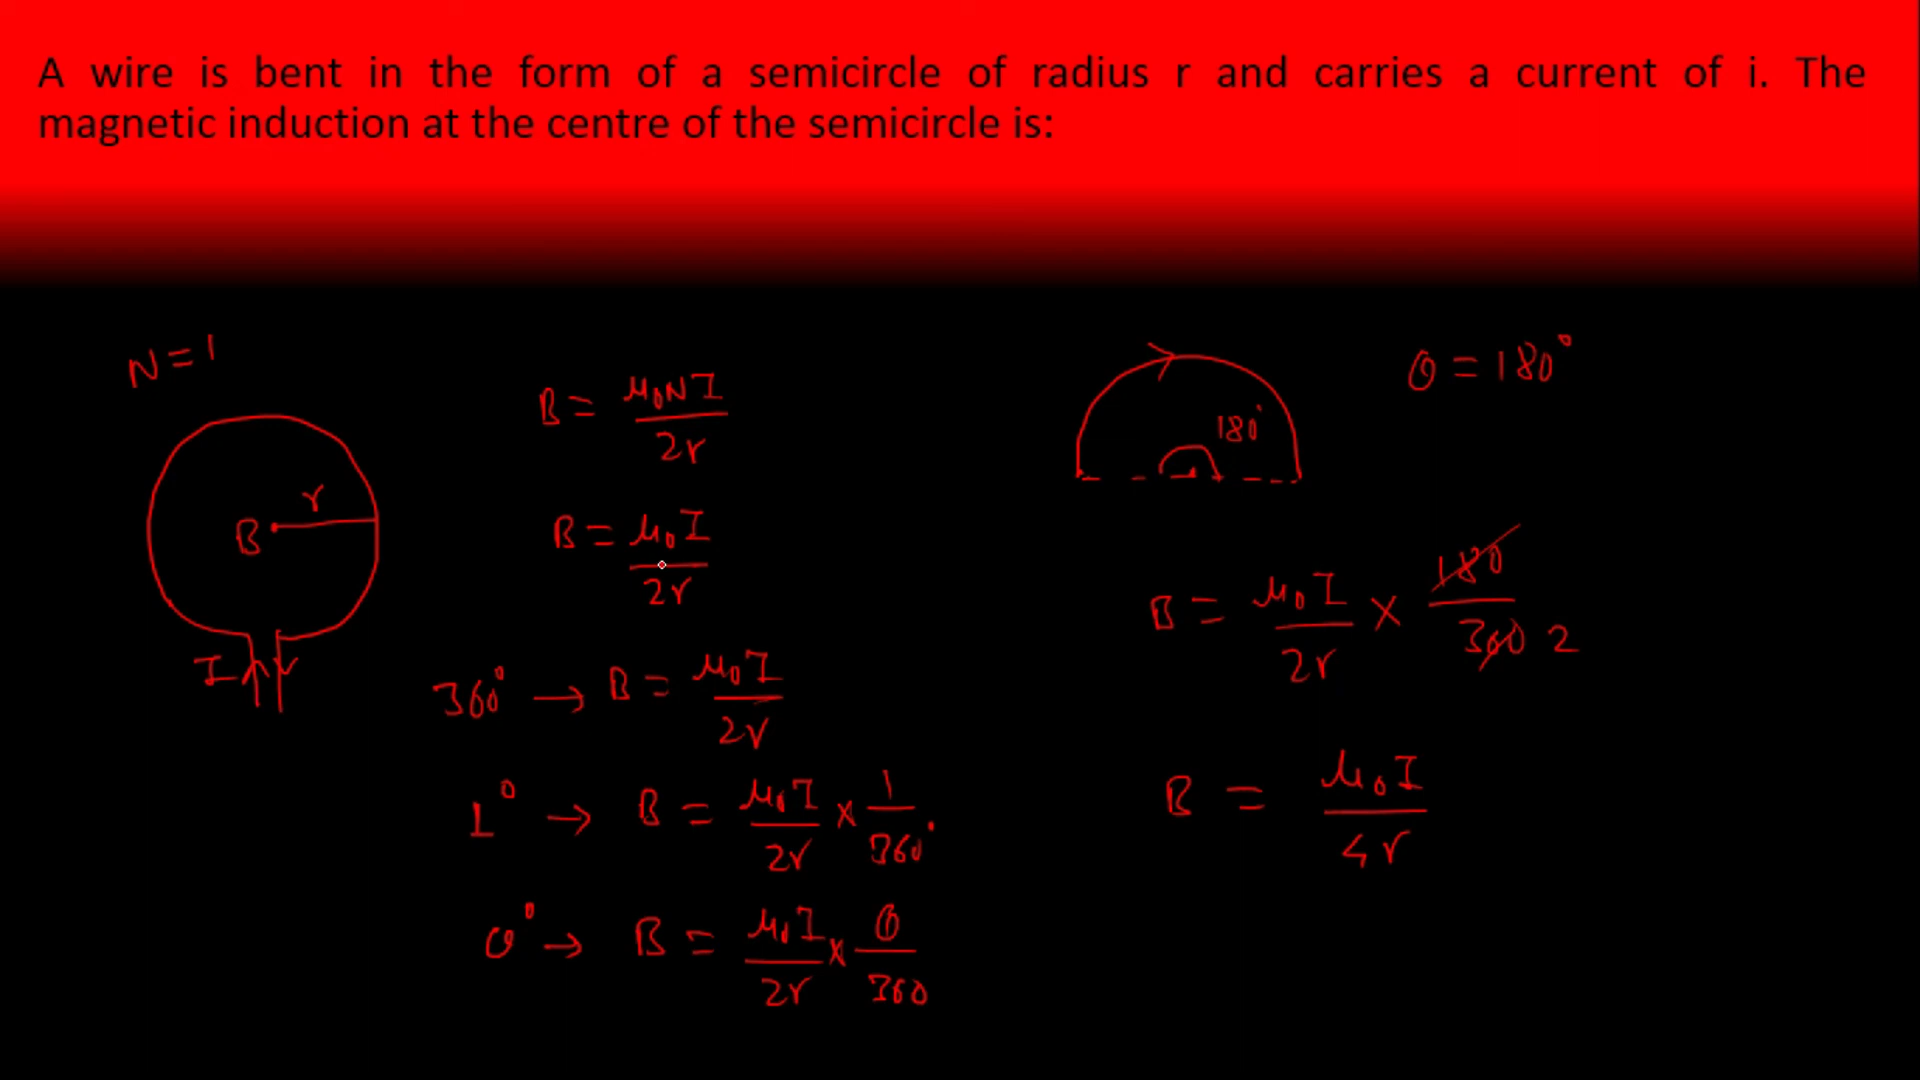 A wire is bent in the form of a semicircle of radius r and carries a current of i. The
magnetic induction at the centre of the semicircle is:
N = 1
B = μ₀NI / 2r
r
B
B = μ₀I / 2r
I
360° → B = μ₀I / 2r
1° → B = μ₀I / 2r × 1 / 360°
θ° → B = μ₀I / 2r × θ / 360
180°
θ = 180°
B = μ₀I / 2r × 180 / 360 2
B = μ₀I / 4r